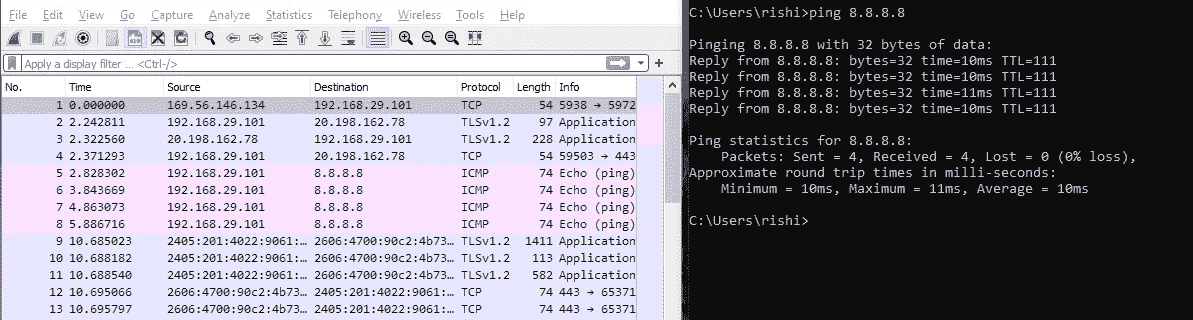 File Edit View Go Capture Analyze Statistics Telephony Wireless Tools Help
Apply a display filter ... <Ctrl-/>
No. Time Source Destination Protocol Length Info
1 0.000000 169.56.146.134 192.168.29.101 TCP 54 5938 → 5972
2 2.242811 192.168.29.101 20.198.162.78 TLSv1.2 97 Application
3 2.322560 20.198.162.78 192.168.29.101 TLSv1.2 228 Application
4 2.371293 192.168.29.101 20.198.162.78 TCP 54 59503 → 443
5 2.828302 192.168.29.101 8.8.8.8 ICMP 74 Echo (ping)
6 3.843669 192.168.29.101 8.8.8.8 ICMP 74 Echo (ping)
7 4.863073 192.168.29.101 8.8.8.8 ICMP 74 Echo (ping)
8 5.886716 192.168.29.101 8.8.8.8 ICMP 74 Echo (ping)
9 10.685023 2405:201:4022:9061:… 2606:4700:90c2:4b73… TLSv1.2 1411 Application
10 10.688182 2405:201:4022:9061:… 2606:4700:90c2:4b73… TLSv1.2 113 Application
11 10.688540 2405:201:4022:9061:… 2606:4700:90c2:4b73… TLSv1.2 582 Application
12 10.695066 2606:4700:90c2:4b73… 2405:201:4022:9061:… TCP 74 443 → 65371
13 10.695797 2606:4700:90c2:4b73… 2405:201:4022:9061:… TCP 74 443 → 65371
C:\Users\rishi>ping 8.8.8.8
Pinging 8.8.8.8 with 32 bytes of data:
Reply from 8.8.8.8: bytes=32 time=10ms TTL=111
Reply from 8.8.8.8: bytes=32 time=10ms TTL=111
Reply from 8.8.8.8: bytes=32 time=11ms TTL=111
Reply from 8.8.8.8: bytes=32 time=10ms TTL=111
Ping statistics for 8.8.8.8:
Packets: Sent = 4, Received = 4, Lost = 0 (0% loss),
Approximate round trip times in milli-seconds:
Minimum = 10ms, Maximum = 11ms, Average = 10ms
C:\Users\rishi>